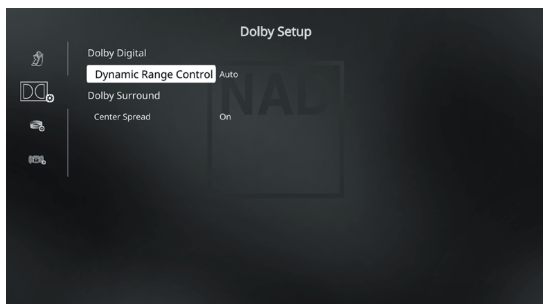 Dolby Setup
Dolby Digital
Dynamic Range Control Auto
Dolby Surround
Center Spread On
NAD